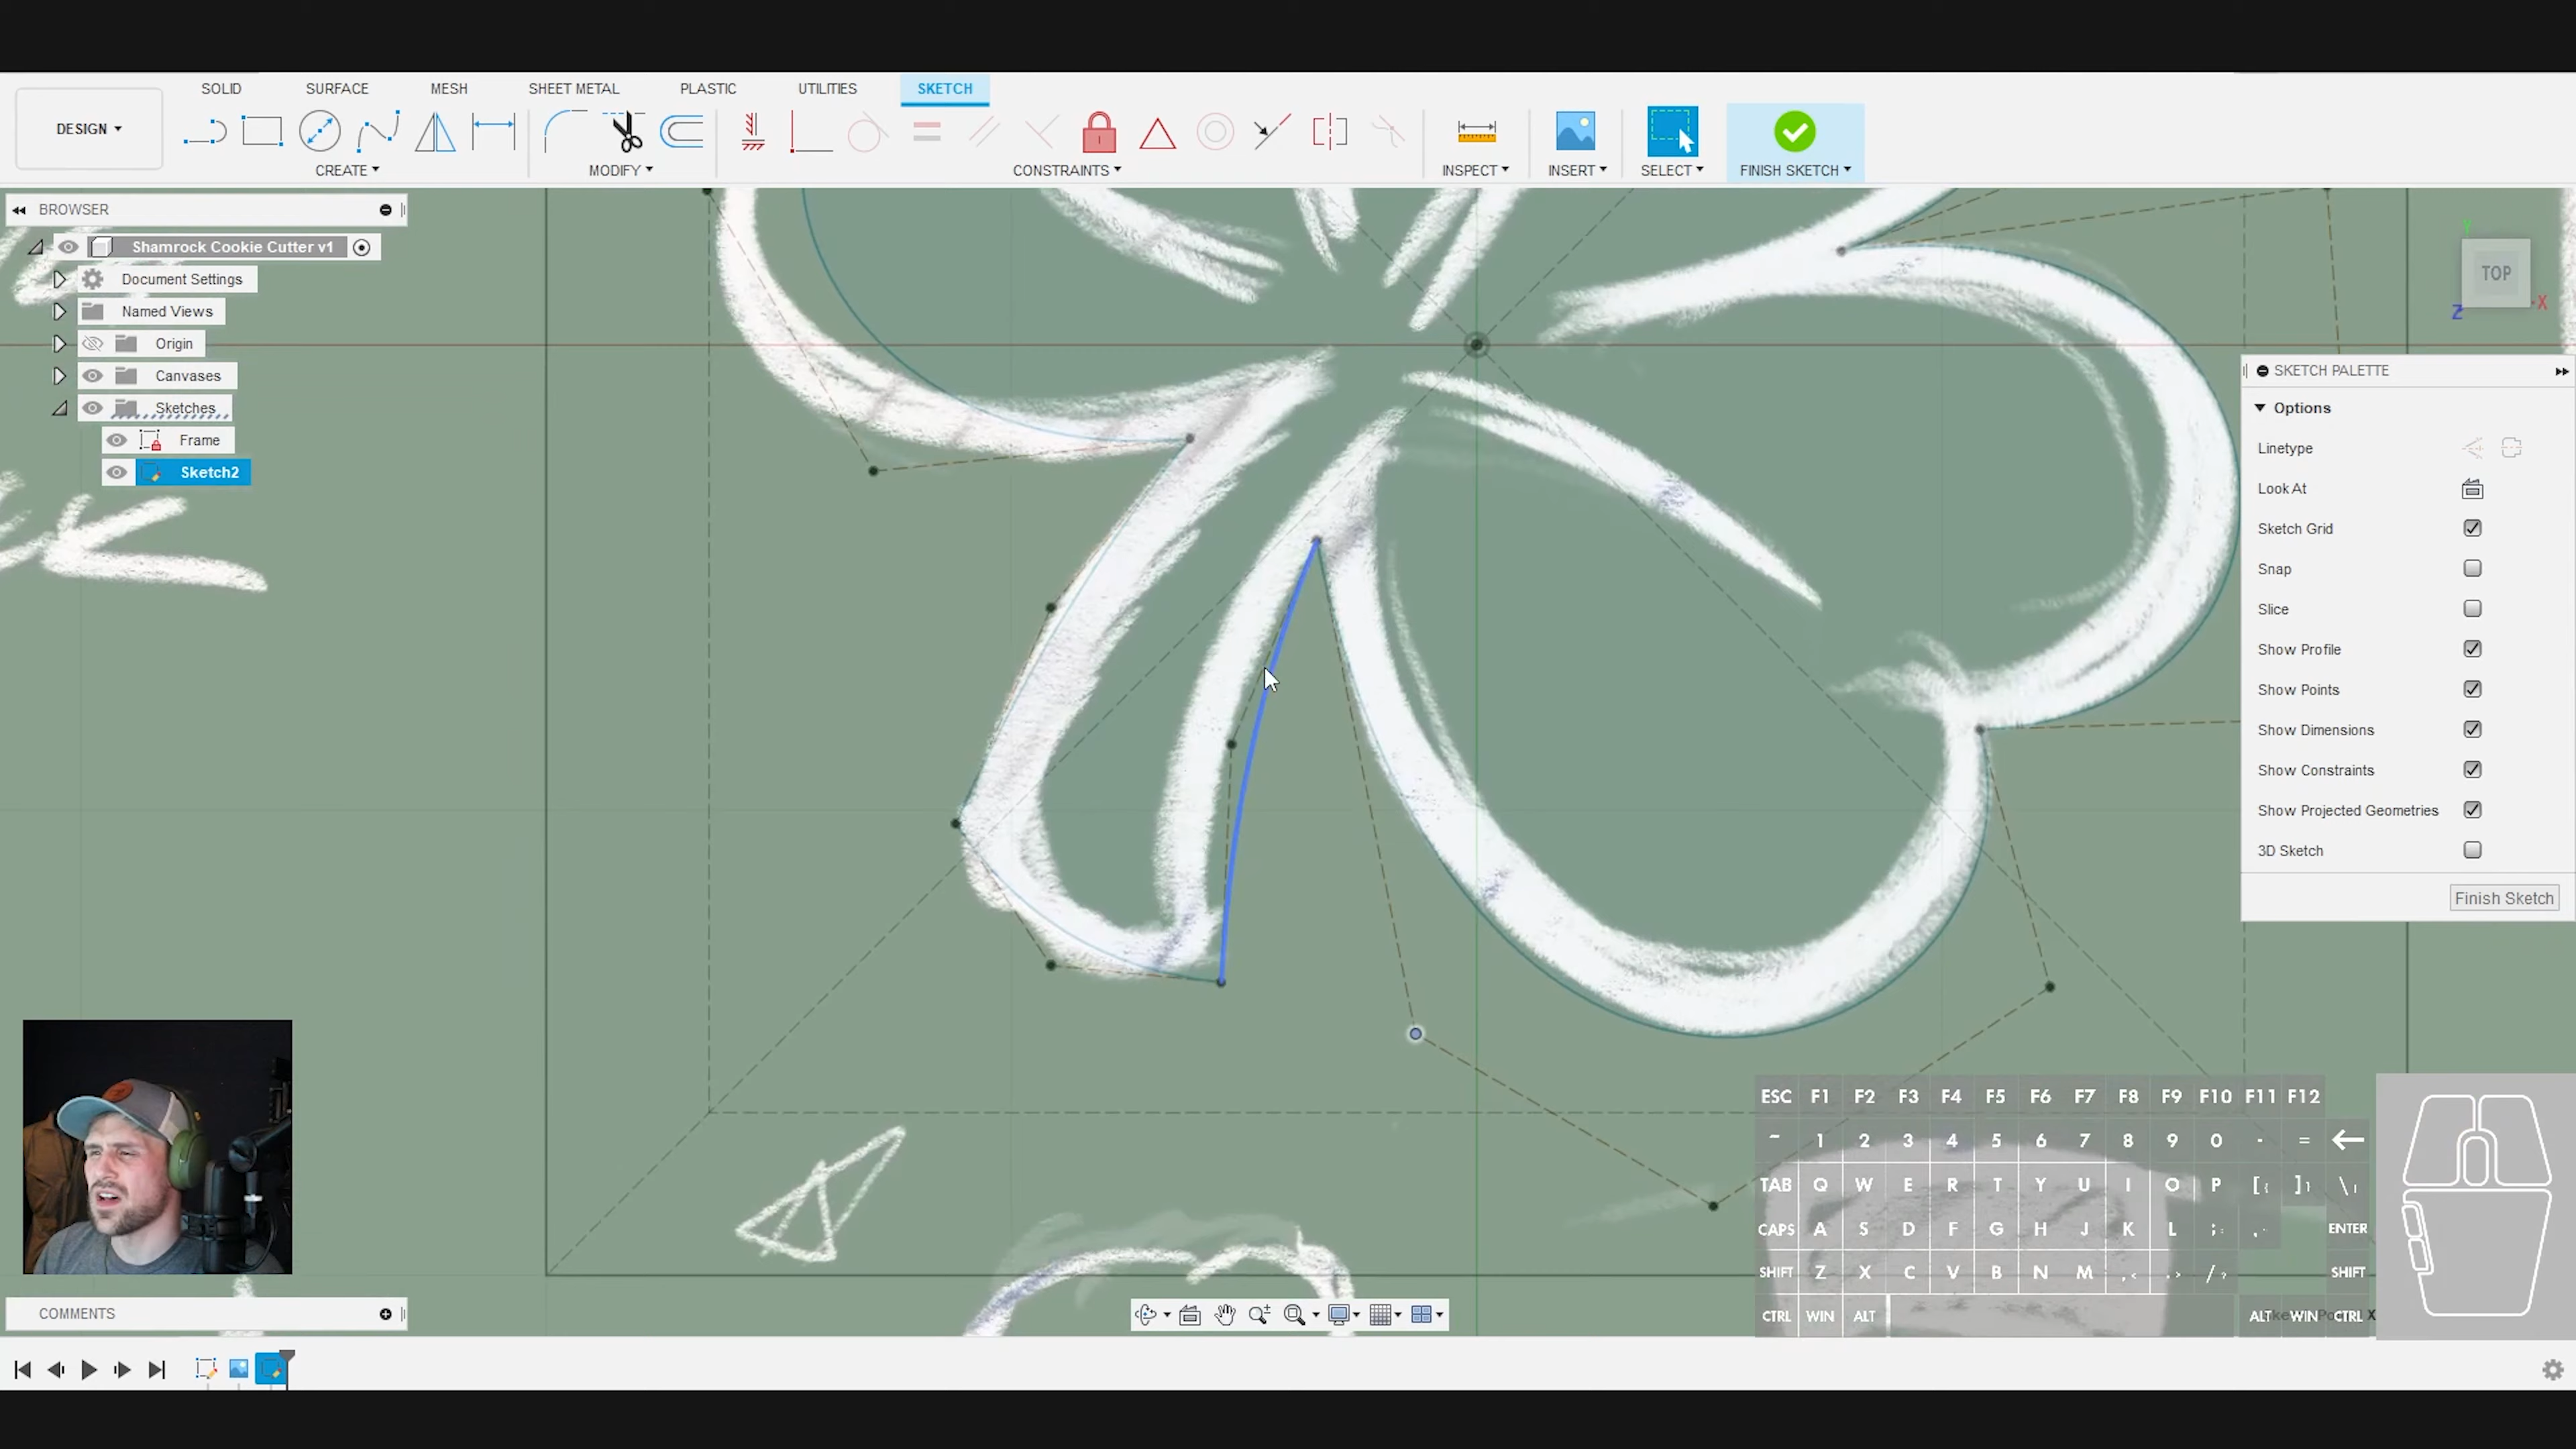 SOLID SURFACE MESH SHEET METAL PLASTIC UTILITIES SKETCH
DESIGN
CREATE MODIFY CONSTRAINTS INSPECT INSERT SELECT FINISH SKETCH
BROWSER
Shamrock Cookie Cutter v1
Document Settings
Named Views
Origin
Canvases
Sketches
Frame
Sketch2
Y
TOP
Z X
SKETCH PALETTE
Options
Linetype
Look At
Sketch Grid
Snap
Slice
Show Profile
Show Points
Show Dimensions
Show Constraints
Show Projected Geometries
3D Sketch
Finish Sketch
ESC F1 F2 F3 F4 F5 F6 F7 F8 F9 F10 F11 F12
~ 1 2 3 4 5 6 7 8 9 0 - =
TAB Q W E R T Y U I O P [{ ]} \|
CAPS A S D F G H J K L ;: ENTER
SHIFT Z X C V B N M ,< .> /? SHIFT
CTRL WIN ALT ALT WIN CTRL X
COMMENTS